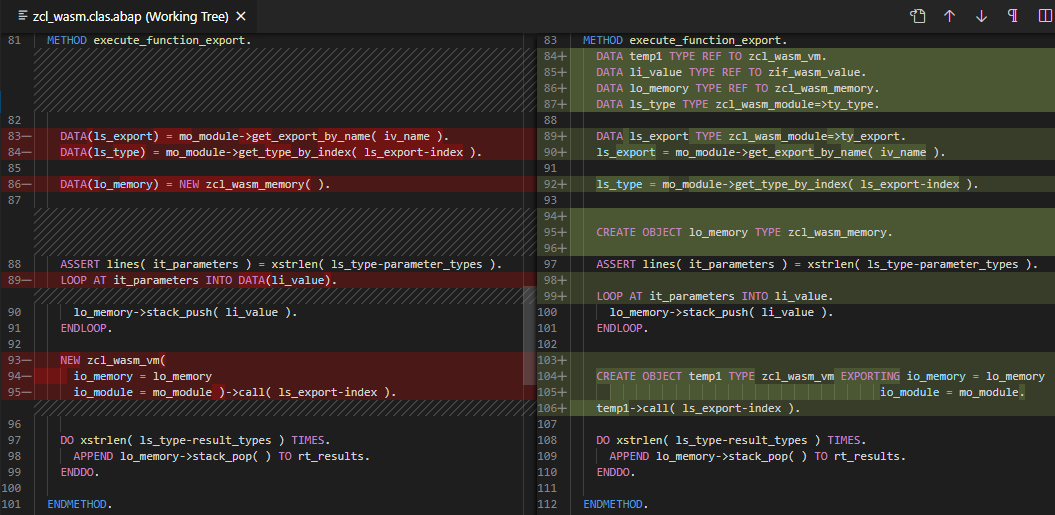 zcl_wasm.clas.abap (Working Tree)
81 METHOD execute_function_export.
82
83 DATA(ls_export) = mo_module->get_export_by_name( iv_name ).
84 DATA(ls_type) = mo_module->get_type_by_index( ls_export-index ).
85
86 DATA(lo_memory) = NEW zcl_wasm_memory( ).
87
88 ASSERT lines( it_parameters ) = xstrlen( ls_type-parameter_types ).
89 LOOP AT it_parameters INTO DATA(li_value).
90 lo_memory->stack_push( li_value ).
91 ENDLOOP.
92
93 NEW zcl_wasm_vm(
94 io_memory = lo_memory
95 io_module = mo_module )->call( ls_export-index ).
96
97 DO xstrlen( ls_type-result_types ) TIMES.
98 APPEND lo_memory->stack_pop( ) TO rt_results.
99 ENDDO.
100
101 ENDMETHOD.
83 METHOD execute_function_export.
84+ DATA temp1 TYPE REF TO zcl_wasm_vm.
85+ DATA li_value TYPE REF TO zif_wasm_value.
86+ DATA lo_memory TYPE REF TO zcl_wasm_memory.
87+ DATA ls_type TYPE zcl_wasm_module=>ty_type.
88
89+ DATA ls_export TYPE zcl_wasm_module=>ty_export.
90+ ls_export = mo_module->get_export_by_name( iv_name ).
91
92+ ls_type = mo_module->get_type_by_index( ls_export-index ).
93
94+
95+ CREATE OBJECT lo_memory TYPE zcl_wasm_memory.
96+
97 ASSERT lines( it_parameters ) = xstrlen( ls_type-parameter_types ).
98+
99+ LOOP AT it_parameters INTO li_value.
100 lo_memory->stack_push( li_value ).
101 ENDLOOP.
102
103+
104+ CREATE OBJECT temp1 TYPE zcl_wasm_vm EXPORTING io_memory = lo_memory
105+ io_module = mo_module.
106+ temp1->call( ls_export-index ).
107
108 DO xstrlen( ls_type-result_types ) TIMES.
109 APPEND lo_memory->stack_pop( ) TO rt_results.
110 ENDDO.
111
112 ENDMETHOD.